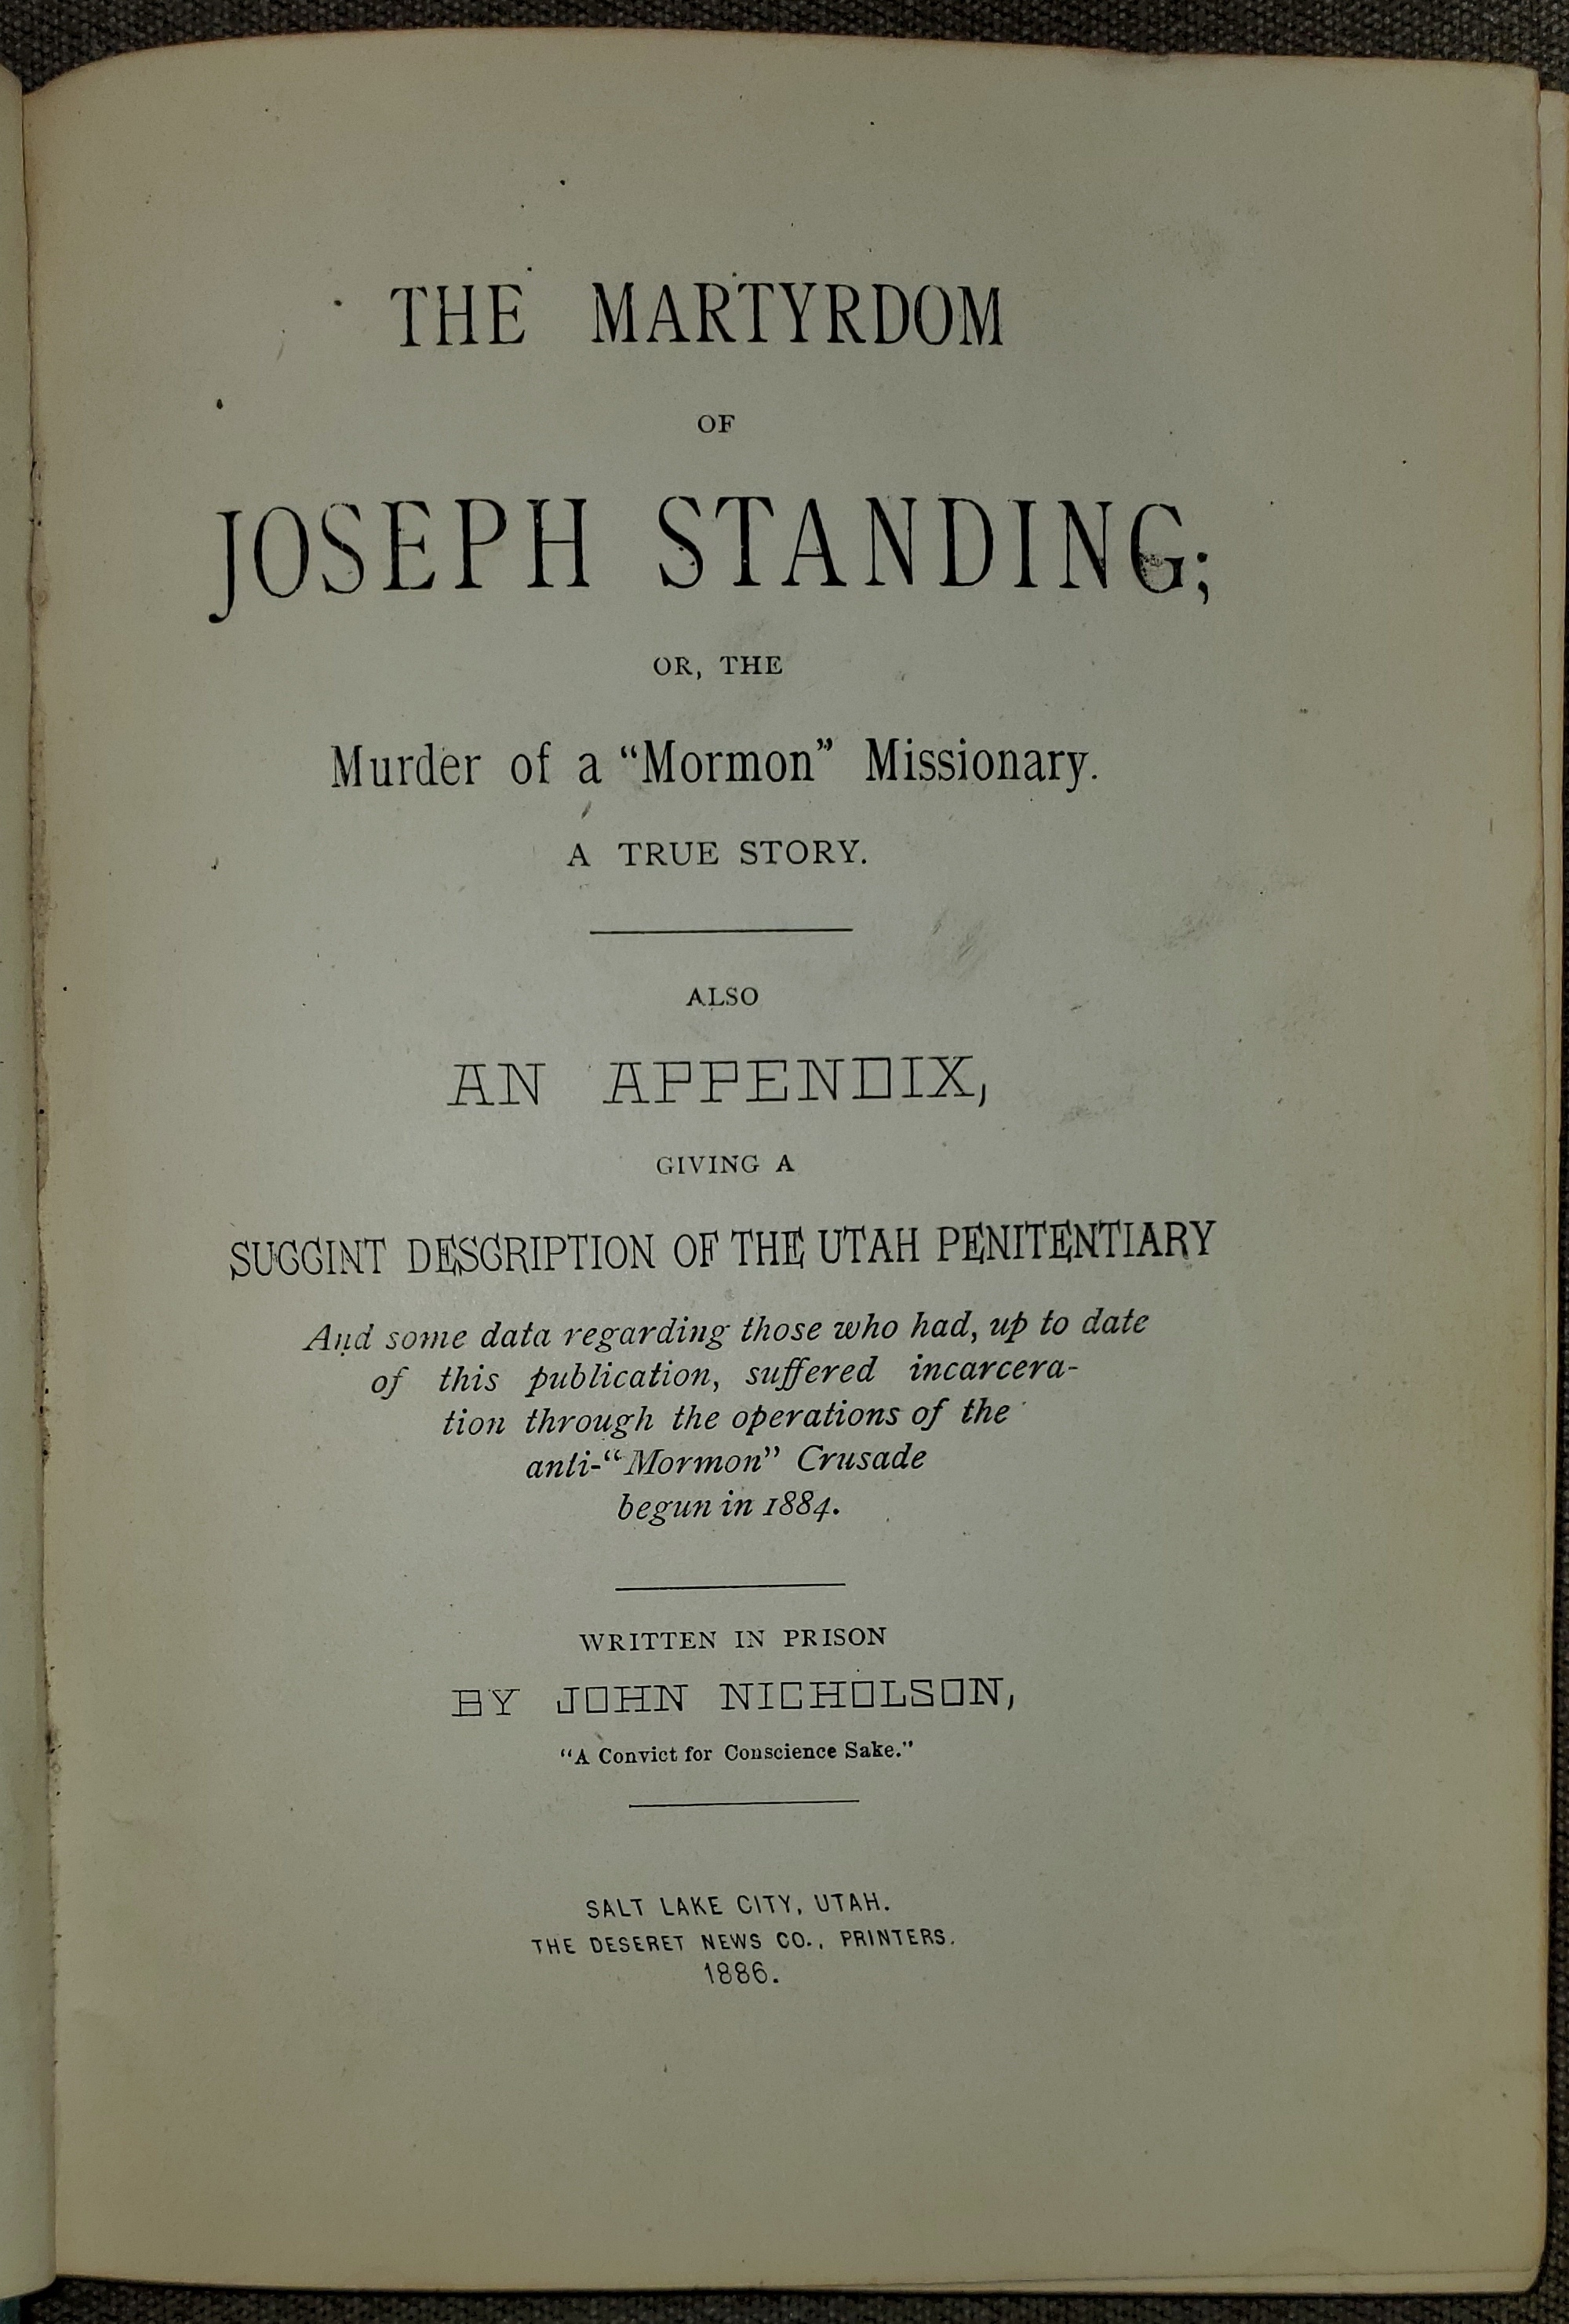 THE MARTYRDOM
OF
JOSEPH STANDING;
OR, THE
Murder of a “Mormon” Missionary.
A TRUE STORY.
ALSO
AN APPENDIX,
GIVING A
SUCCINT DESCRIPTION OF THE UTAH PENITENTIARY
And some data regarding those who had, up to date
of this publication, suffered incarcera-
tion through the operations of the
anti-“Mormon” Crusade
begun in 1884.
WRITTEN IN PRISON
BY JOHN NICHOLSON,
“A Convict for Conscience Sake.”
SALT LAKE CITY, UTAH.
THE DESERET NEWS CO., PRINTERS.
1886.